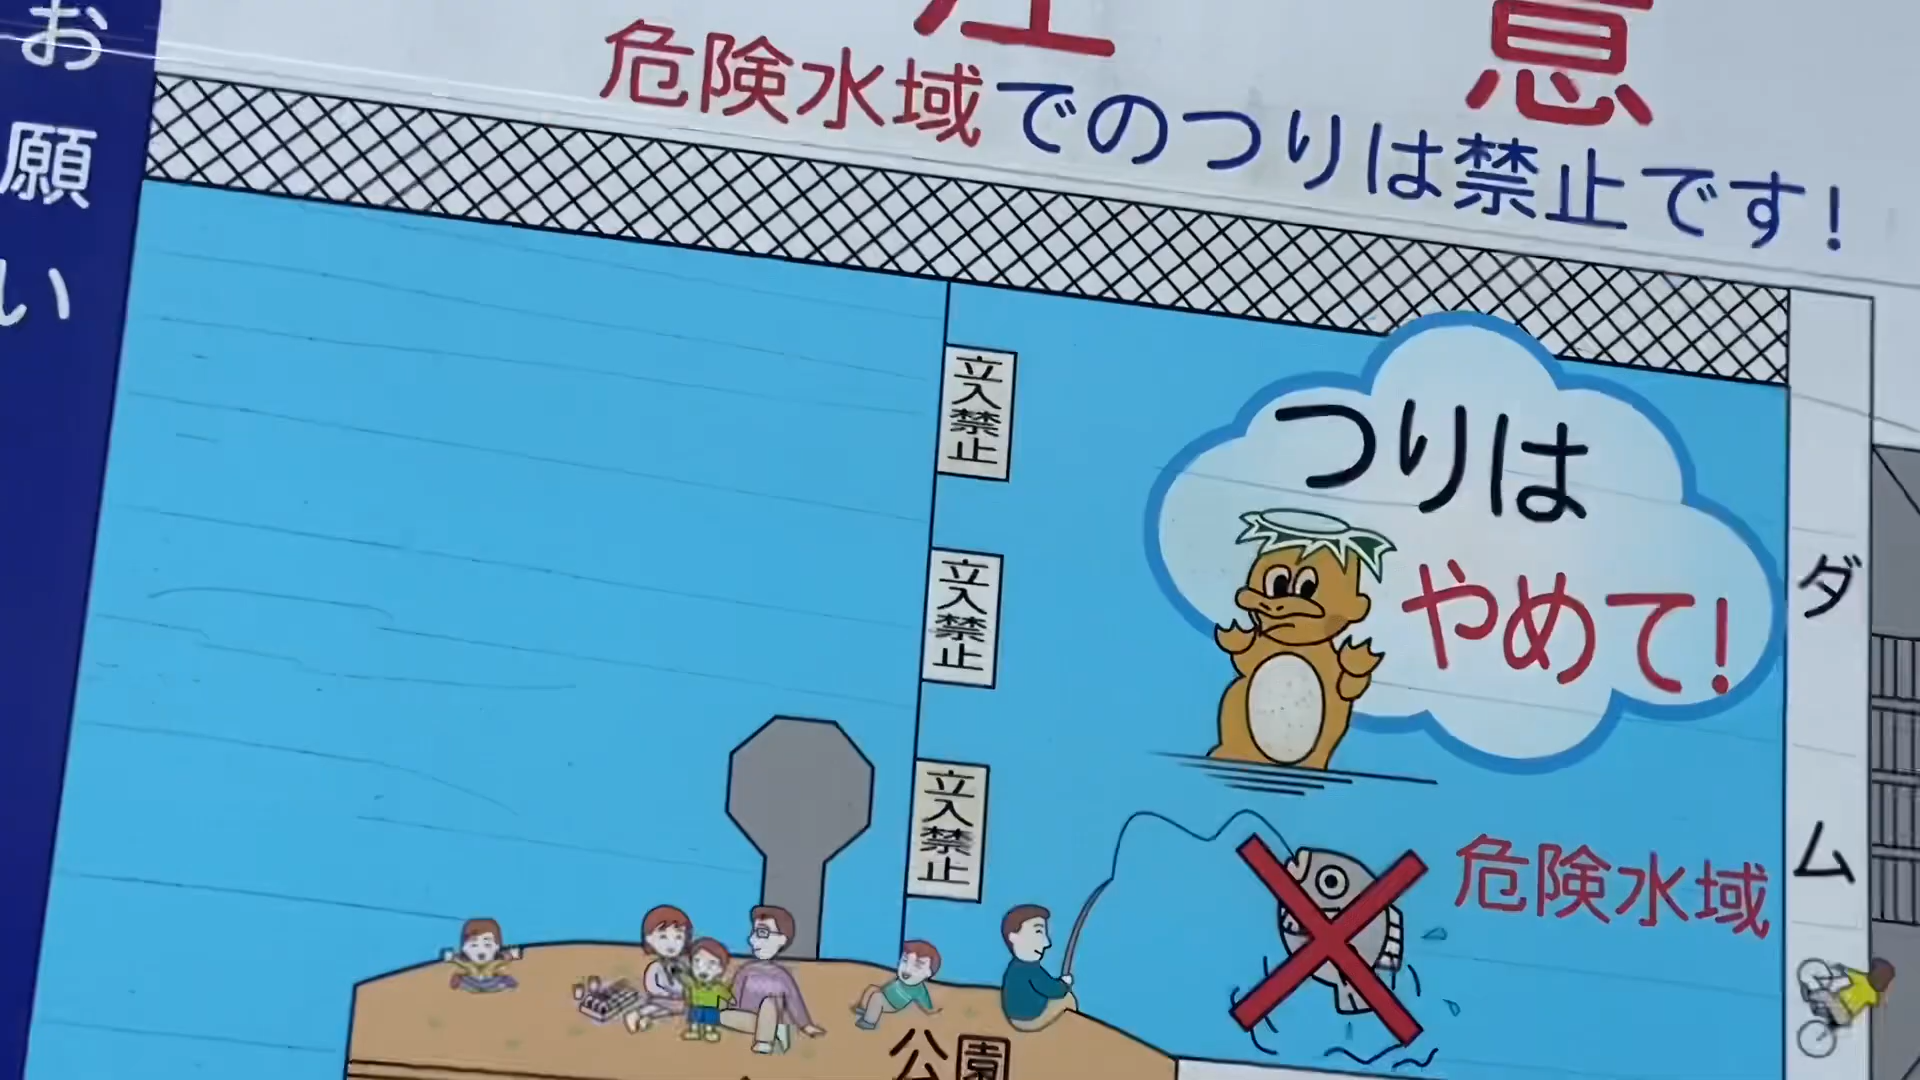 お願い
注意
危険水域でのつりは禁止です!
立入禁止
立入禁止
立入禁止
つりは
やめて!
ダム
危険水域
公園